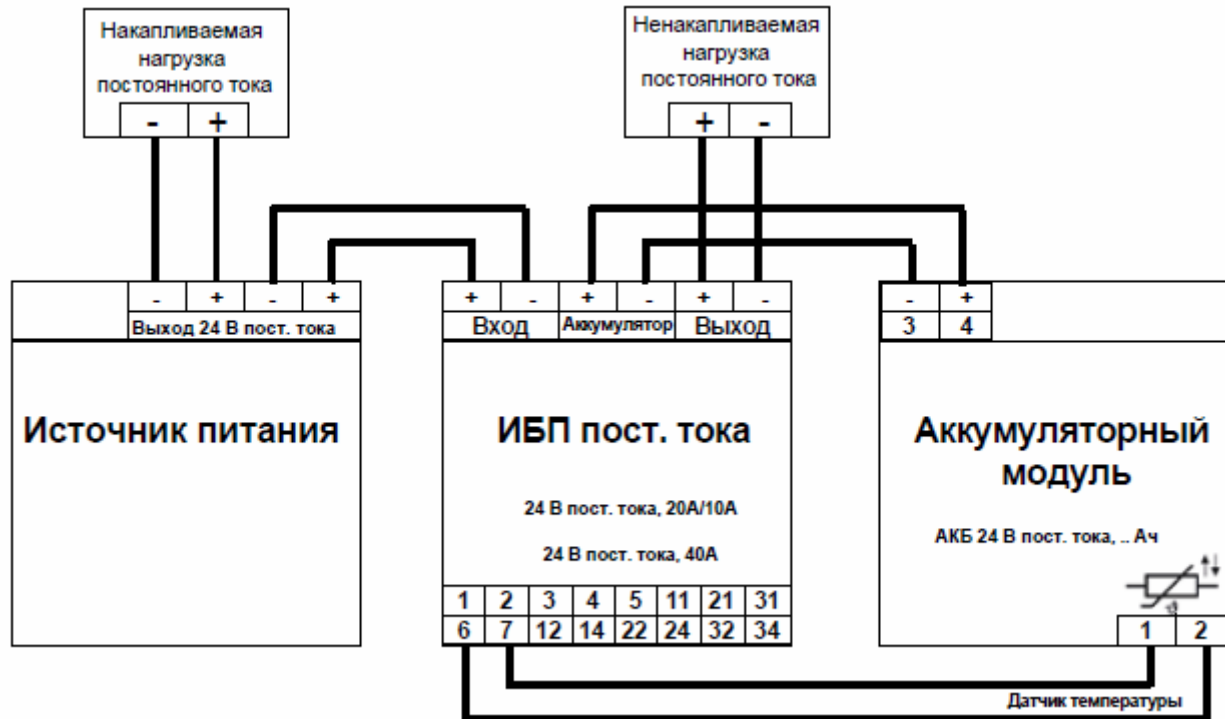 Накапливаемая
нагрузка
постоянного тока
- +
Ненакапливаемая
нагрузка
постоянного тока
+ -
- + - +
Выход 24 В пост. тока
Источник питания
+ - + - + -
Вход Аккумулятор Выход
ИБП пост. тока
24 В пост. тока, 20А/10А
24 В пост. тока, 40А
1 2 3 4 5 11 21 31
6 7 12 14 22 24 32 34
- +
3 4
Аккумуляторный
модуль
АКБ 24 В пост. тока, .. Ач
1 2
Датчик температуры